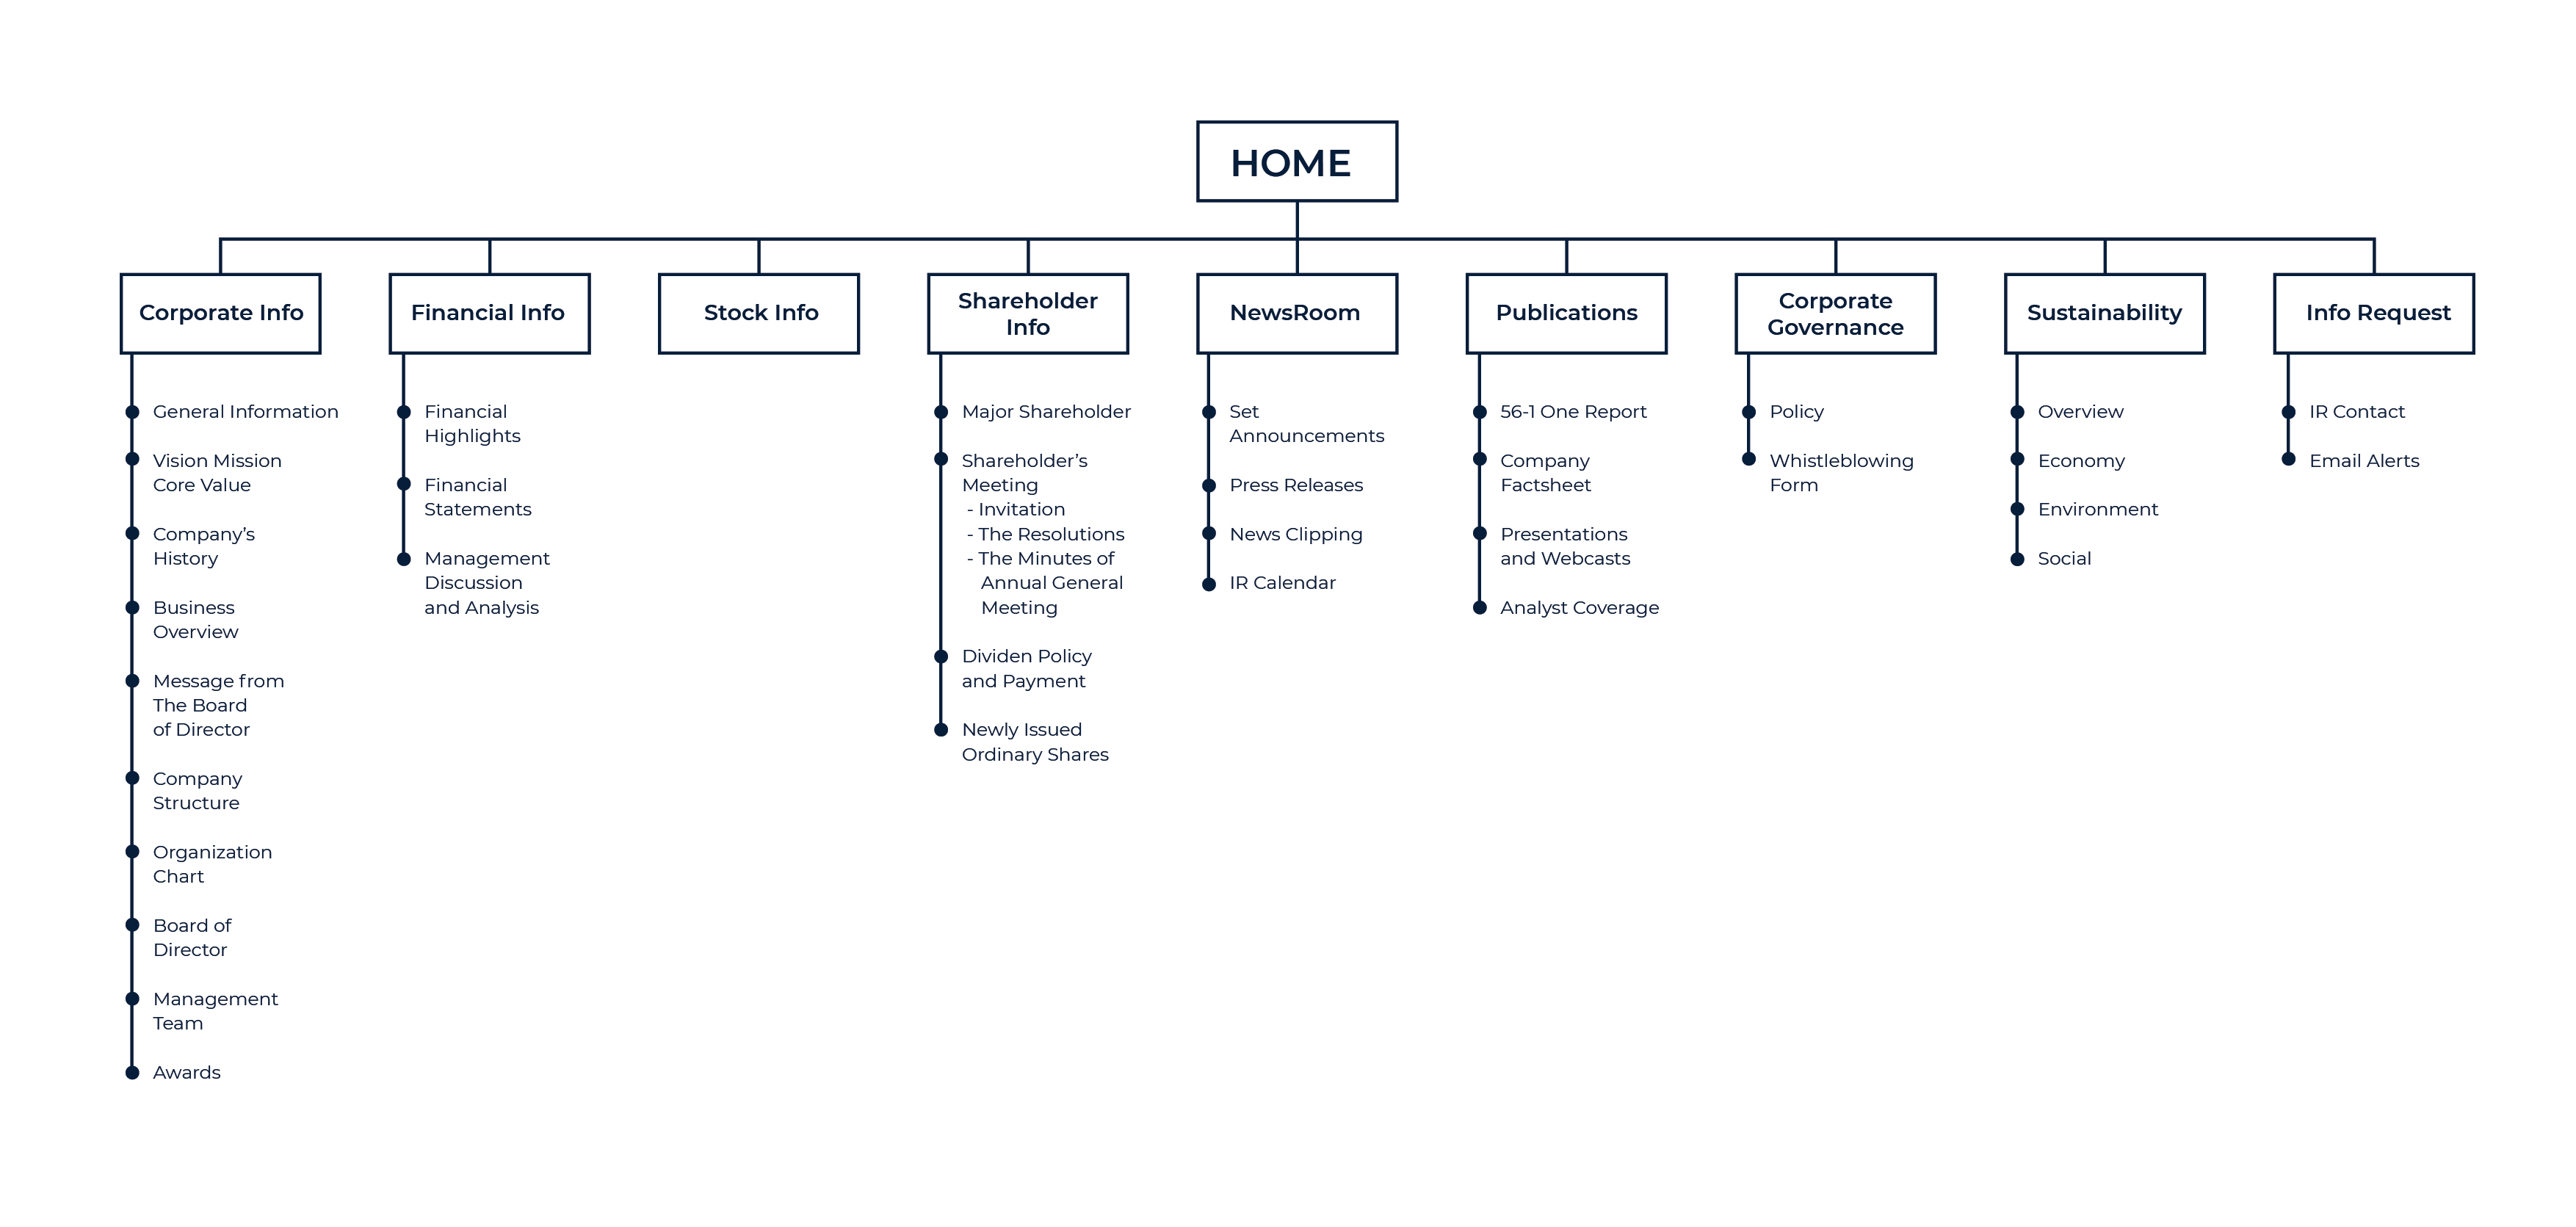 HOME
Corporate Info
General Information
Vision Mission
Core Value
Company’s
History
Business
Overview
Message from
The Board
of Director
Company
Structure
Organization
Chart
Board of
Director
Management
Team
Awards
Financial Info
Financial
Highlights
Financial
Statements
Management
Discussion
and Analysis
Stock Info
Shareholder
Info
Major Shareholder
Shareholder’s
Meeting
- Invitation
- The Resolutions
- The Minutes of
Annual General
Meeting
Dividen Policy
and Payment
Newly Issued
Ordinary Shares
NewsRoom
Set
Announcements
Press Releases
News Clipping
IR Calendar
Publications
56-1 One Report
Company
Factsheet
Presentations
and Webcasts
Analyst Coverage
Corporate
Governance
Policy
Whistleblowing
Form
Sustainability
Overview
Economy
Environment
Social
Info Request
IR Contact
Email Alerts